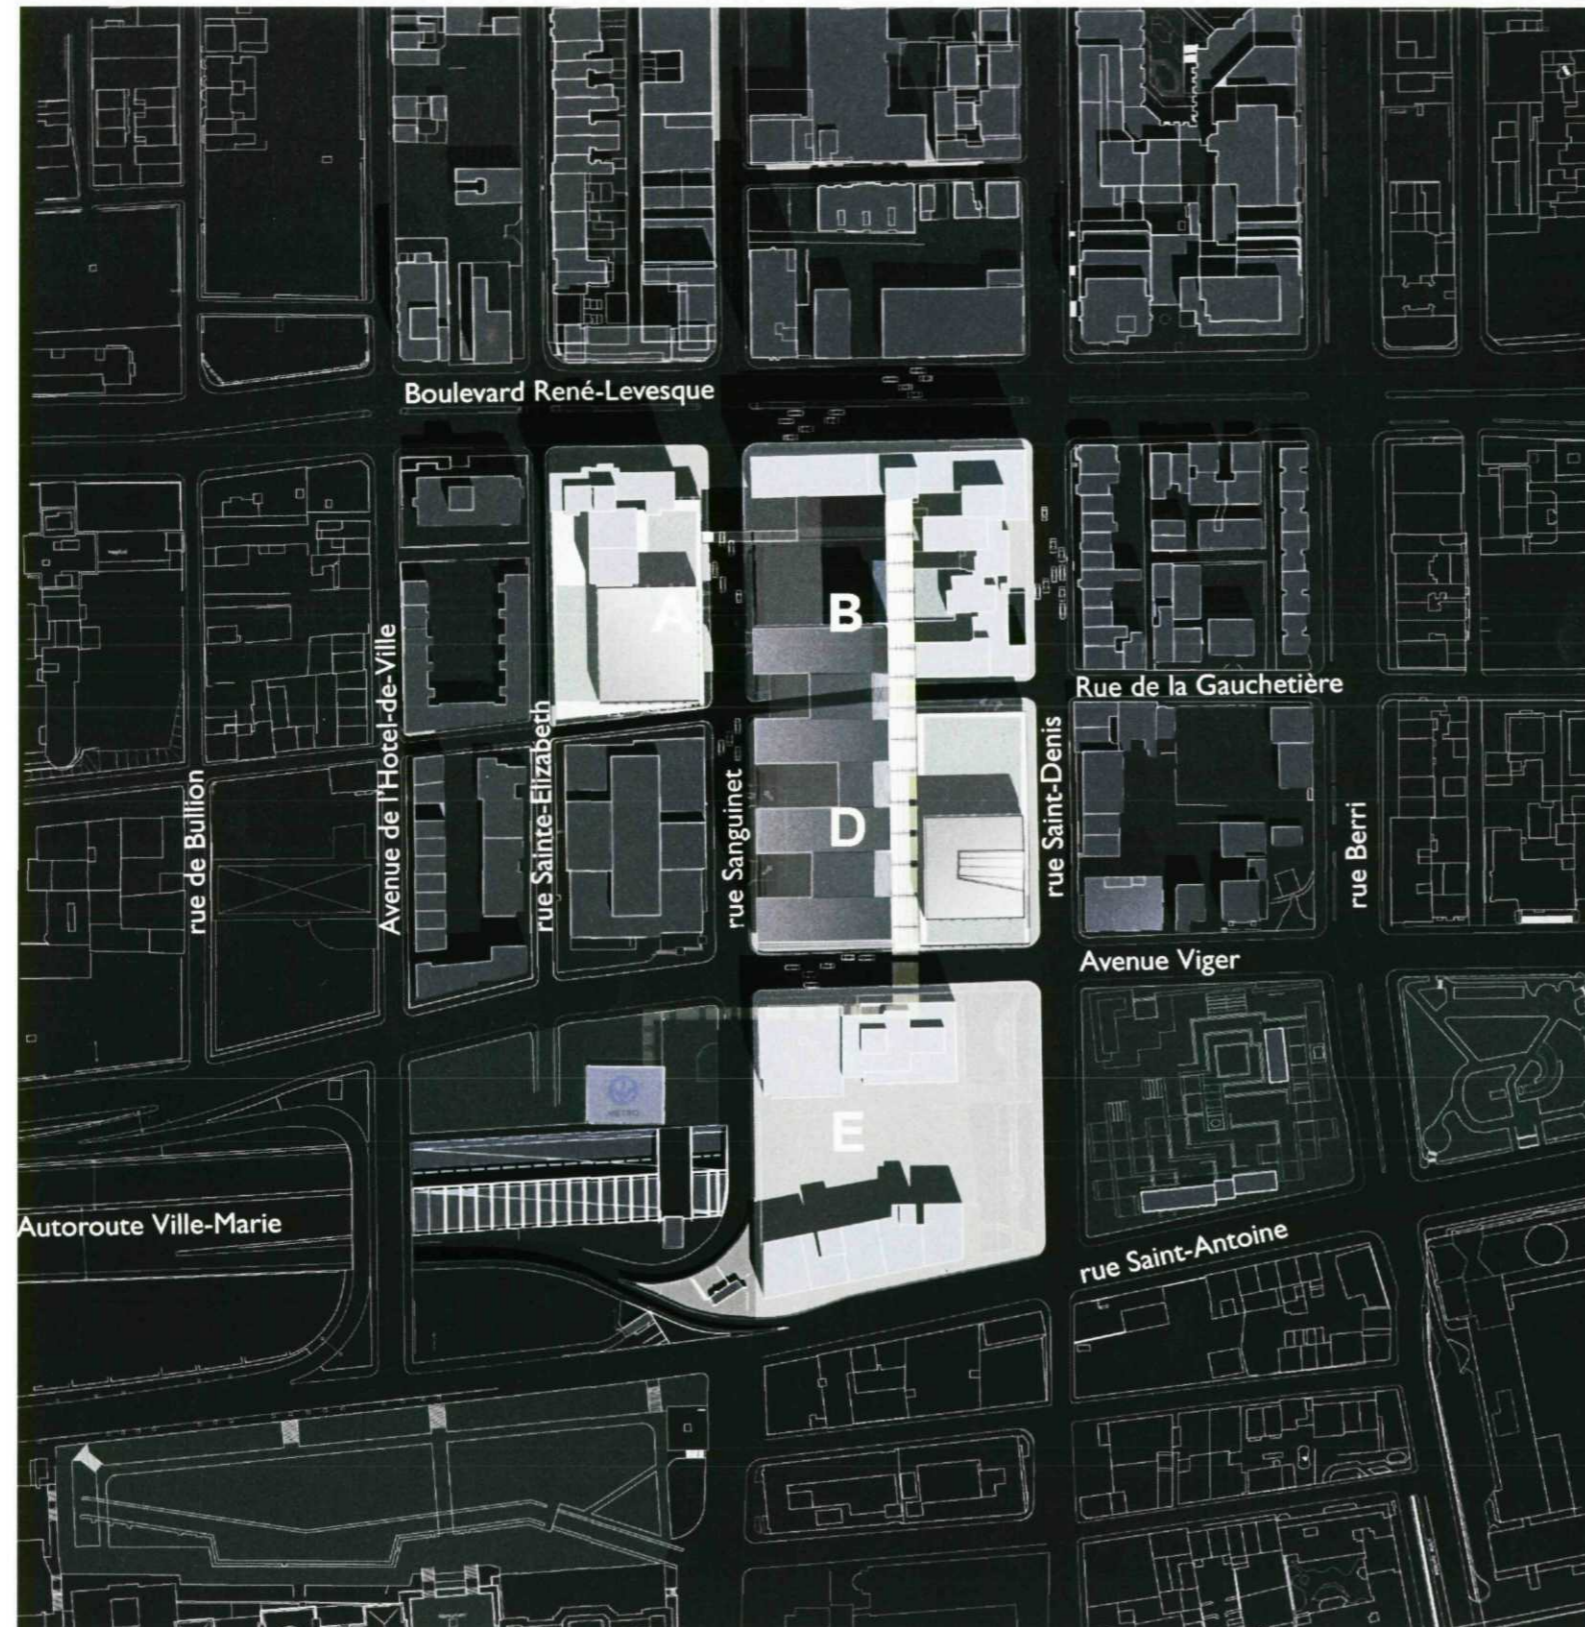 Boulevard René-Levesque
A
B
Rue de la Gauchetière
rue de Bullion
Avenue de l'Hotel-de-Ville
rue Sainte-Elizabeth
rue Sanguinet
D
rue Saint-Denis
rue Berri
Avenue Viger
METRO
E
Autoroute Ville-Marie
rue Saint-Antoine